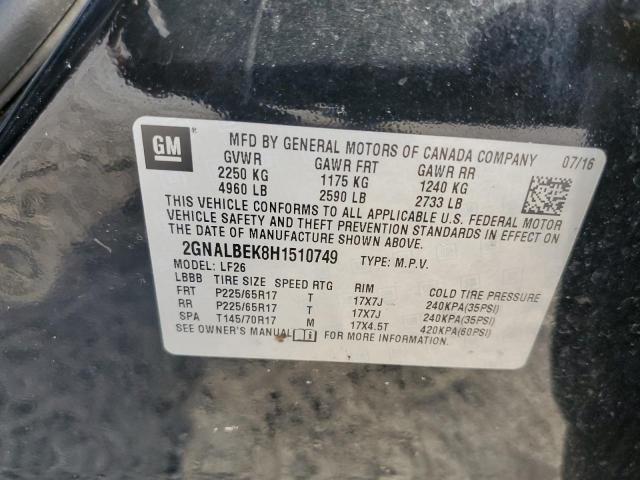 GM ® MFD BY GENERAL MOTORS OF CANADA COMPANY 07/16
GVWR GAWR FRT GAWR RR
2250 KG 1175 KG 1240 KG
4960 LB 2590 LB 2733 LB
THIS VEHICLE CONFORMS TO ALL APPLICABLE U.S. FEDERAL MOTOR
VEHICLE SAFETY AND THEFT PREVENTION STANDARDS IN EFFECT ON
THE DATE OF MANUFACTURE SHOWN ABOVE.
2GNALBEK8H1510749 TYPE: M.P.V.
MODEL: LF26
LBBB TIRE SIZE SPEED RTG RIM COLD TIRE PRESSURE
FRT P225/65R17 T 17X7J 240KPA(35PSI)
RR P225/65R17 T 17X7J 240KPA(35PSI)
SPA T145/70R17 M 17X4.5T 420KPA(60PSI)
SEE OWNER'S MANUAL FOR MORE INFORMATION.